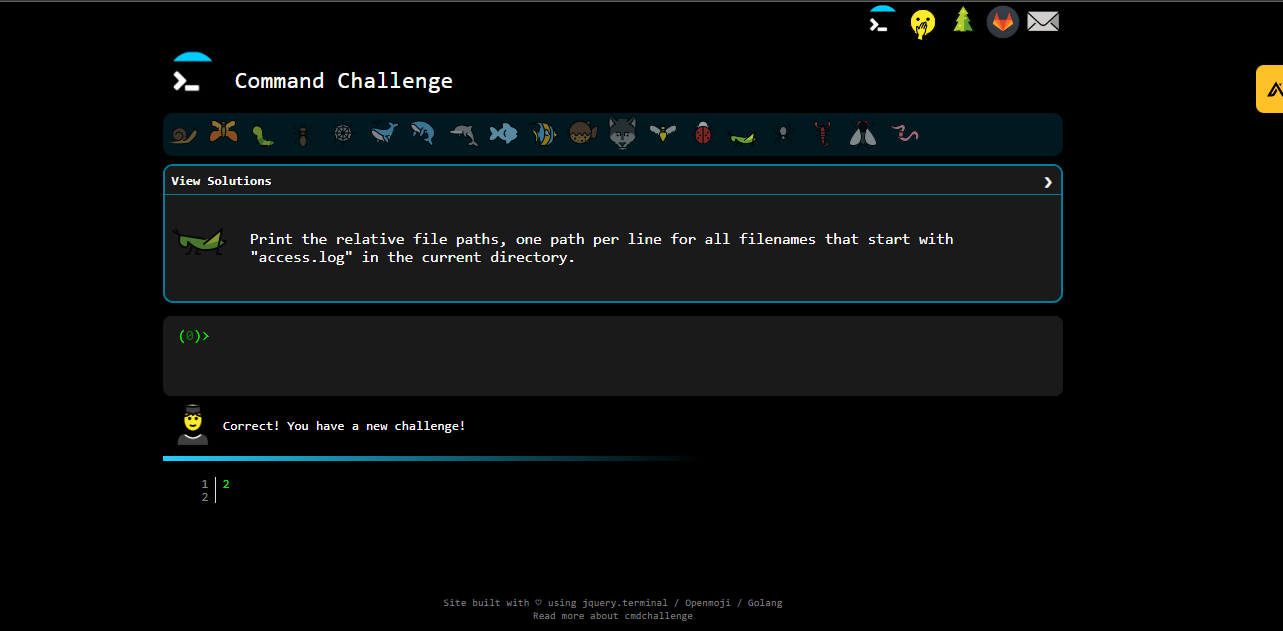 Command Challenge
View Solutions
Print the relative file paths, one path per line for all filenames that start with
"access.log" in the current directory.
(0)>
Correct! You have a new challenge!
1 2
2
Site built with ♡ using jquery.terminal / Openmoji / Golang
Read more about cmdchallenge